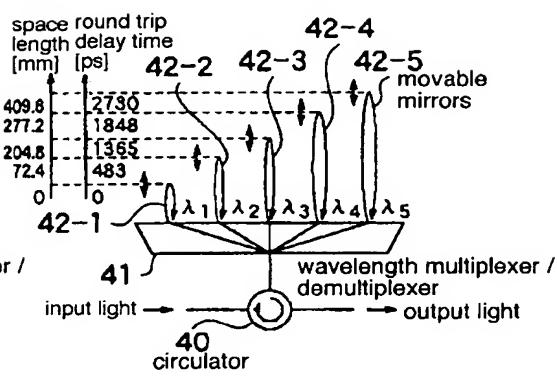 space round trip
length delay time
[mm] [ps]
42-4
42-2
42-3
42-5
movable
mirrors
409.6 2730
277.2 1848
204.8 1365
72.4 483
0 0
42-1
λ1 λ2 λ3 λ4 λ5
er /
41
wavelength multiplexer /
demultiplexer
input light
output light
40
circulator